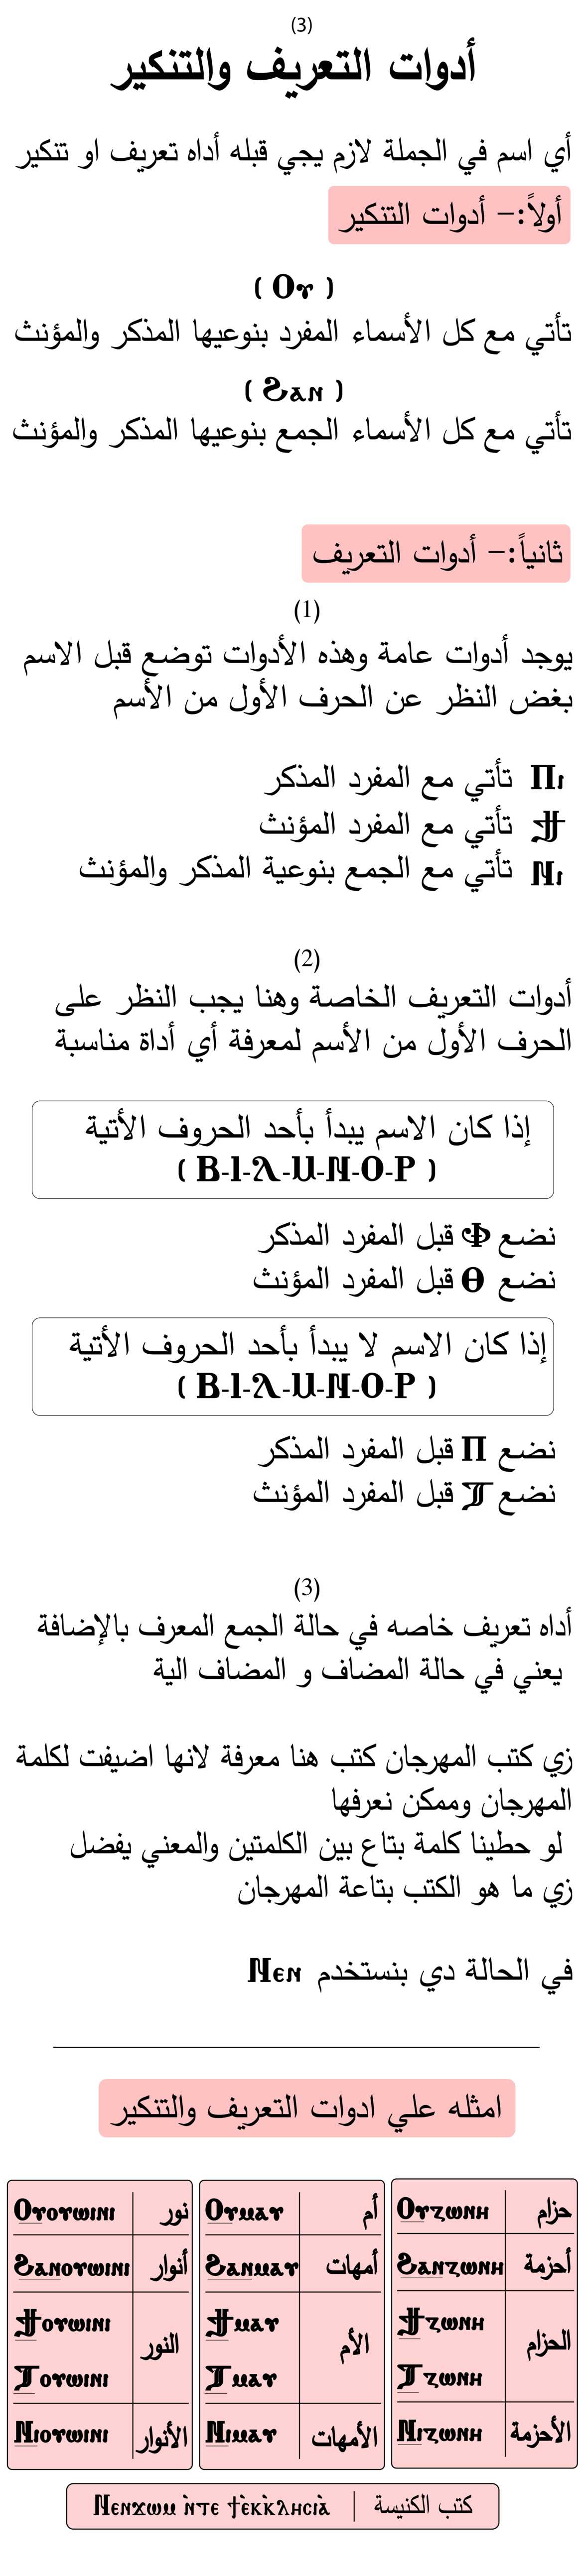 (3)
أدوات التعريف والتنكير
أي اسم في الجملة لازم يجي قبله أداه تعريف او تنكير
أولاً:- أدوات التنكير
( Ⲟⲩ )
تأتي مع كل الأسماء المفرد بنوعيها المذكر والمؤنث
( Ϩⲁⲛ )
تأتي مع كل الأسماء الجمع بنوعيها المذكر والمؤنث
ثانياً:- أدوات التعريف
(1)
يوجد أدوات عامة وهذه الأدوات توضع قبل الاسم
بغض النظر عن الحرف الأول من الأسم
Ⲡⲓ تأتي مع المفرد المذكر
Ϯ تأتي مع المفرد المؤنث
Ⲛⲓ تأتي مع الجمع بنوعية المذكر والمؤنث
(2)
أدوات التعريف الخاصة وهنا يجب النظر على
الحرف الأول من الأسم لمعرفة أي أداة مناسبة
إذا كان الاسم يبدأ بأحد الحروف الأتية
( Ⲃ-Ⲓ-Ⲗ-Ⲙ-Ⲛ-Ⲟ-Ⲣ )
نضع Ⲫ قبل المفرد المذكر
نضع Ⲑ قبل المفرد المؤنث
إذا كان الاسم لا يبدأ بأحد الحروف الأتية
( Ⲃ-Ⲓ-Ⲗ-Ⲙ-Ⲛ-Ⲟ-Ⲣ )
نضع Ⲡ قبل المفرد المذكر
نضع Ⲧ قبل المفرد المؤنث
(3)
أداه تعريف خاصه في حالة الجمع المعرف بالإضافة
يعني في حالة المضاف و المضاف الية
زي كتب المهرجان كتب هنا معرفة لانها اضيفت لكلمة
المهرجان وممكن نعرفها
لو حطينا كلمة بتاع بين الكلمتين والمعني يفضل
زي ما هو الكتب بتاعة المهرجان
في الحالة دي بنستخدم Ⲛⲉⲛ
امثله علي ادوات التعريف والتنكير
حزام Ⲟⲩⲍⲱⲛⲏ
أحزمة Ϩⲁⲛⲍⲱⲛⲏ
الحزام Ϯⲍⲱⲛⲏ
Ⲧⲍⲱⲛⲏ
الأحزمة Ⲛⲓⲍⲱⲛⲏ
أم Ⲟⲩⲙⲁⲩ
أمهات Ϩⲁⲛⲙⲁⲩ
الأم Ϯⲙⲁⲩ
Ⲧⲙⲁⲩ
الأمهات Ⲛⲓⲙⲁⲩ
نور Ⲟⲩⲟⲩⲱⲓⲛⲓ
أنوار Ϩⲁⲛⲟⲩⲱⲓⲛⲓ
النور Ϯⲟⲩⲱⲓⲛⲓ
Ⲧⲟⲩⲱⲓⲛⲓ
الأنوار Ⲛⲓⲟⲩⲱⲓⲛⲓ
كتب الكنيسة Ⲛⲉⲛϫⲱⲙ ⲛ̀ⲧⲉ ϯⲉ̀ⲕⲕ̀ⲗⲏⲥⲓⲁ̀